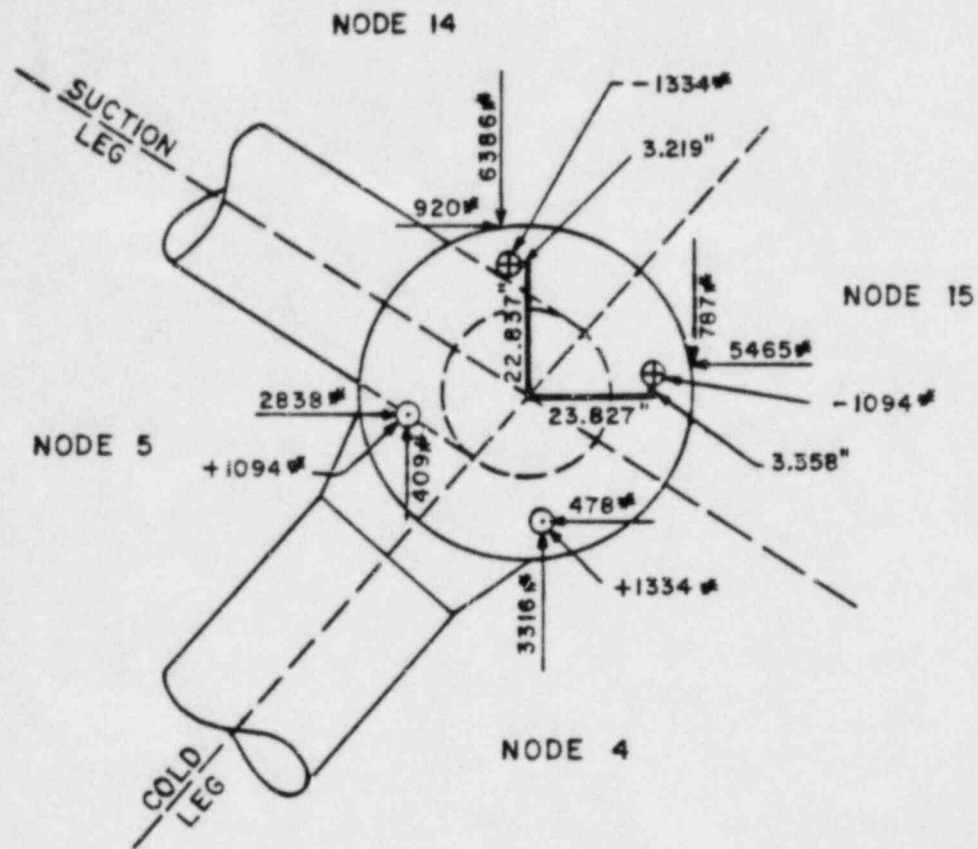 NODE 14
SUCTION
LEG
6386#
-1334#
3.219"
920#
22.837"
NODE 15
787#
5465#
2838#
23.827"
-1094#
NODE 5
+1094#
409#
3.358"
478#
+1334#
3316#
NODE 4
COLD
LEG